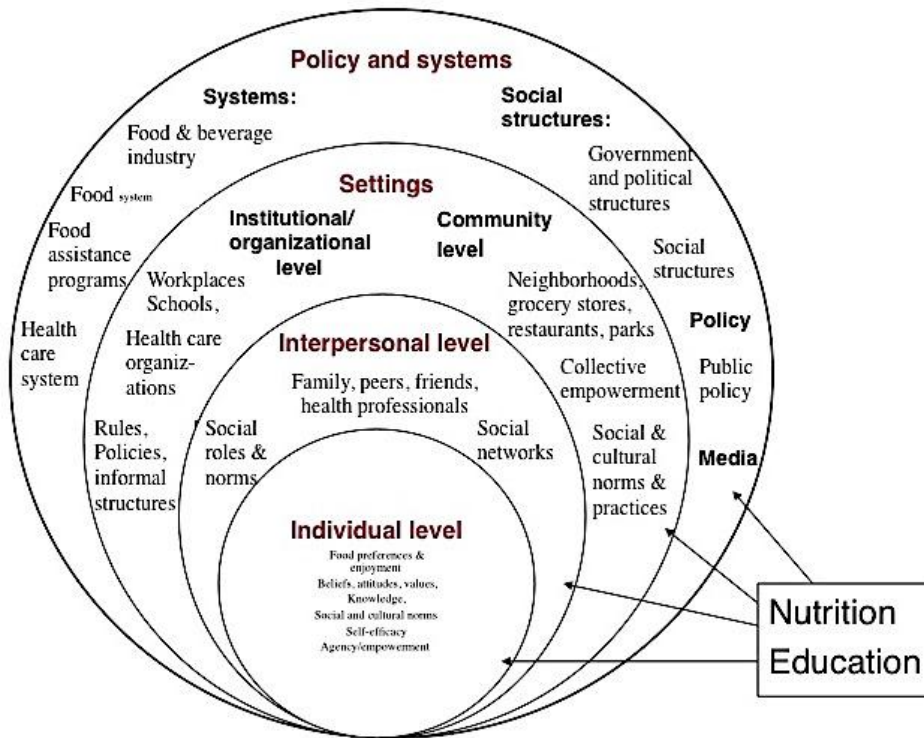 Policy and systems
Systems:
Food & beverage
industry
Food system
Food
assistance
programs
Health
care
system
Social
structures:
Government
and political
structures
Social
structures
Policy
Public
policy
Media
Settings
Institutional/
organizational
level
Workplaces
Schools,
Health care
organiz-
ations
Rules,
Policies,
informal
structures
Community
level
Neighborhoods,
grocery stores,
restaurants, parks
Collective
empowerment
Social &
cultural
norms &
practices
Interpersonal level
Family, peers, friends,
health professionals
Social
roles &
norms
Social
networks
Individual level
Food preferences &
enjoyment
Beliefs, attitudes, values,
Knowledge,
Social and cultural norms
Self-efficacy
Agency/empowerment
Nutrition
Education